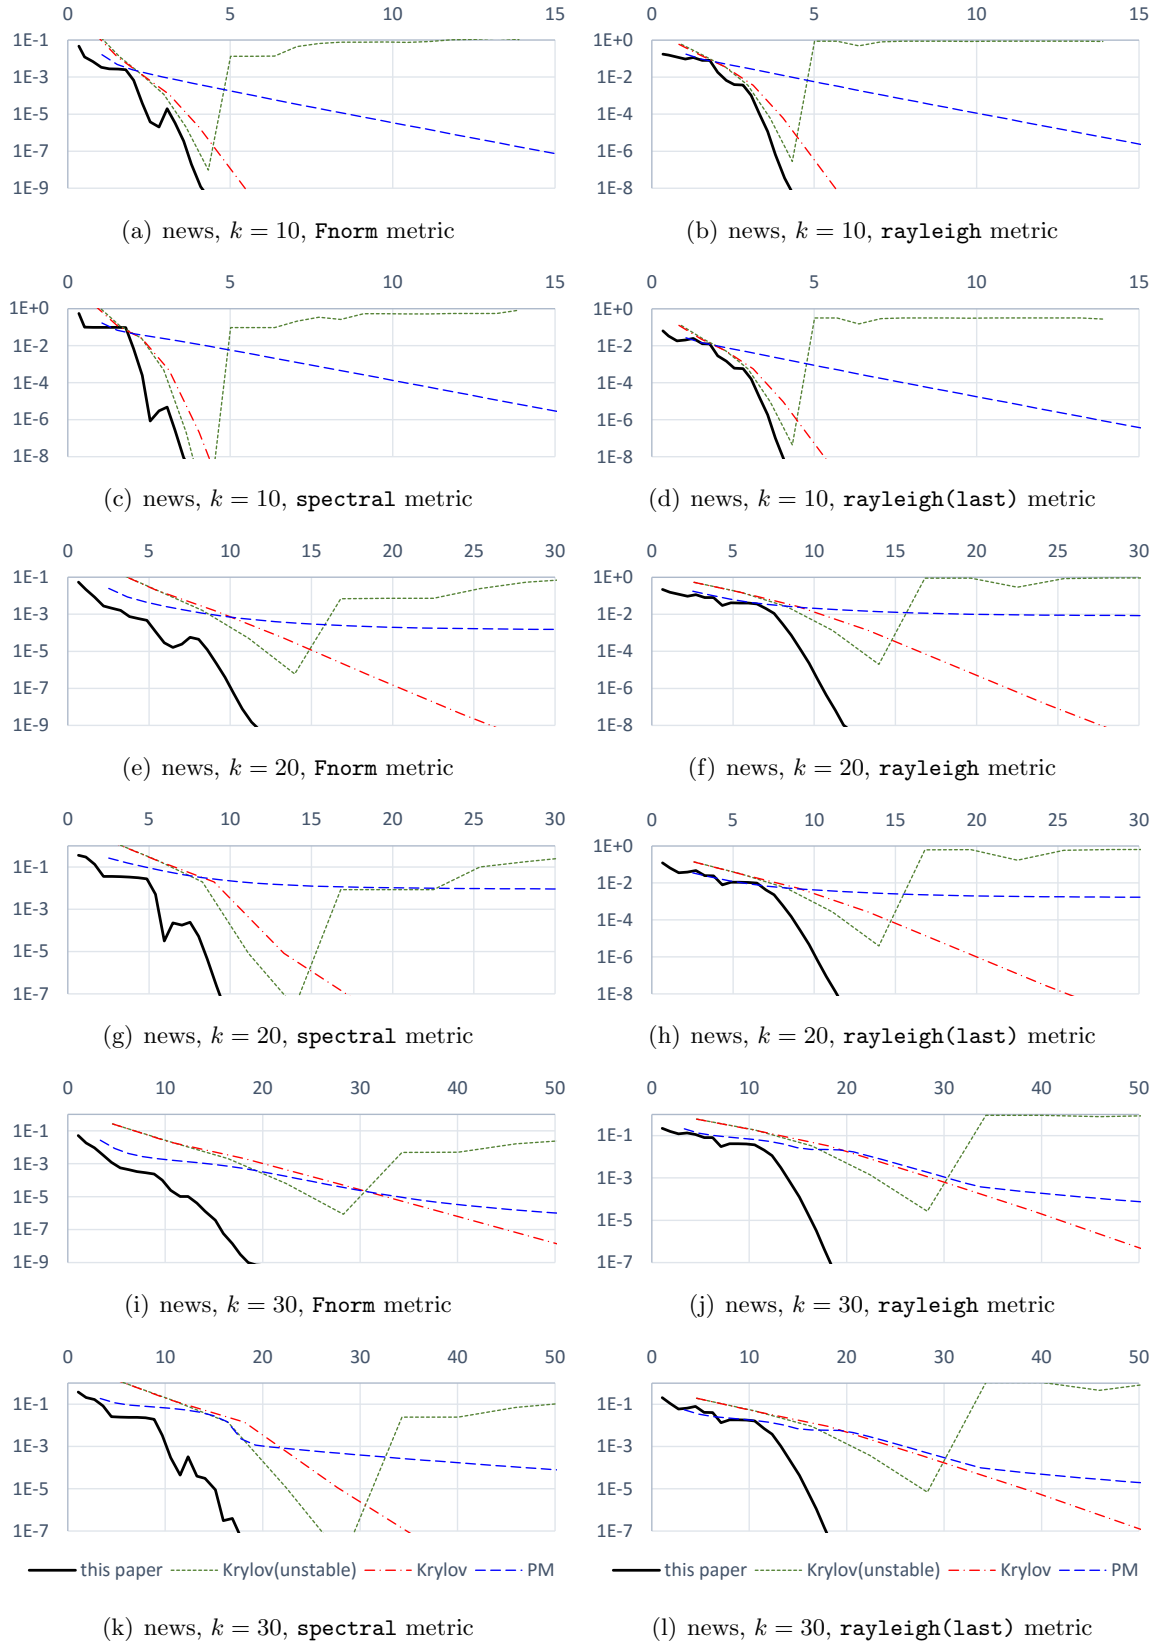 0 5 10 15
1E-1
1E-3
1E-5
1E-7
1E-9
(a) news, k = 10, Fnorm metric
0 5 10 15
1E+0
1E-2
1E-4
1E-6
1E-8
(b) news, k = 10, rayleigh metric
0 5 10 15
1E+0
1E-2
1E-4
1E-6
1E-8
(c) news, k = 10, spectral metric
0 5 10 15
1E+0
1E-2
1E-4
1E-6
1E-8
(d) news, k = 10, rayleigh(last) metric
0 5 10 15 20 25 30
1E-1
1E-3
1E-5
1E-7
1E-9
(e) news, k = 20, Fnorm metric
0 5 10 15 20 25 30
1E+0
1E-2
1E-4
1E-6
1E-8
(f) news, k = 20, rayleigh metric
0 5 10 15 20 25 30
1E-1
1E-3
1E-5
1E-7
(g) news, k = 20, spectral metric
0 5 10 15 20 25 30
1E+0
1E-2
1E-4
1E-6
1E-8
(h) news, k = 20, rayleigh(last) metric
0 10 20 30 40 50
1E-1
1E-3
1E-5
1E-7
1E-9
(i) news, k = 30, Fnorm metric
0 10 20 30 40 50
1E-1
1E-3
1E-5
1E-7
(j) news, k = 30, rayleigh metric
0 10 20 30 40 50
1E-1
1E-3
1E-5
1E-7
this paper Krylov(unstable) Krylov PM
(k) news, k = 30, spectral metric
0 10 20 30 40 50
1E-1
1E-3
1E-5
1E-7
this paper Krylov(unstable) Krylov PM
(l) news, k = 30, rayleigh(last) metric